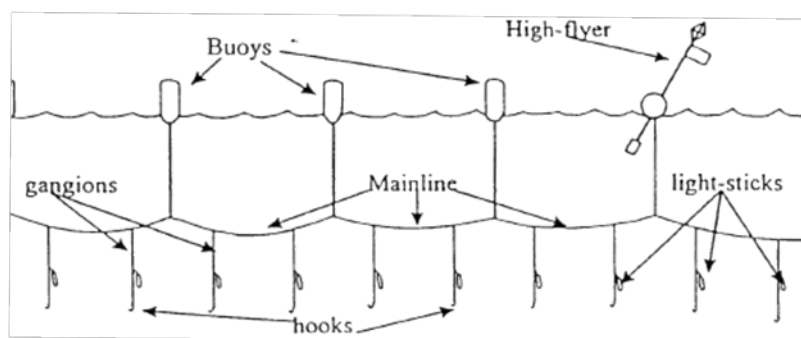 High-flyer
Buoys
gangions
Mainline
light-sticks
hooks